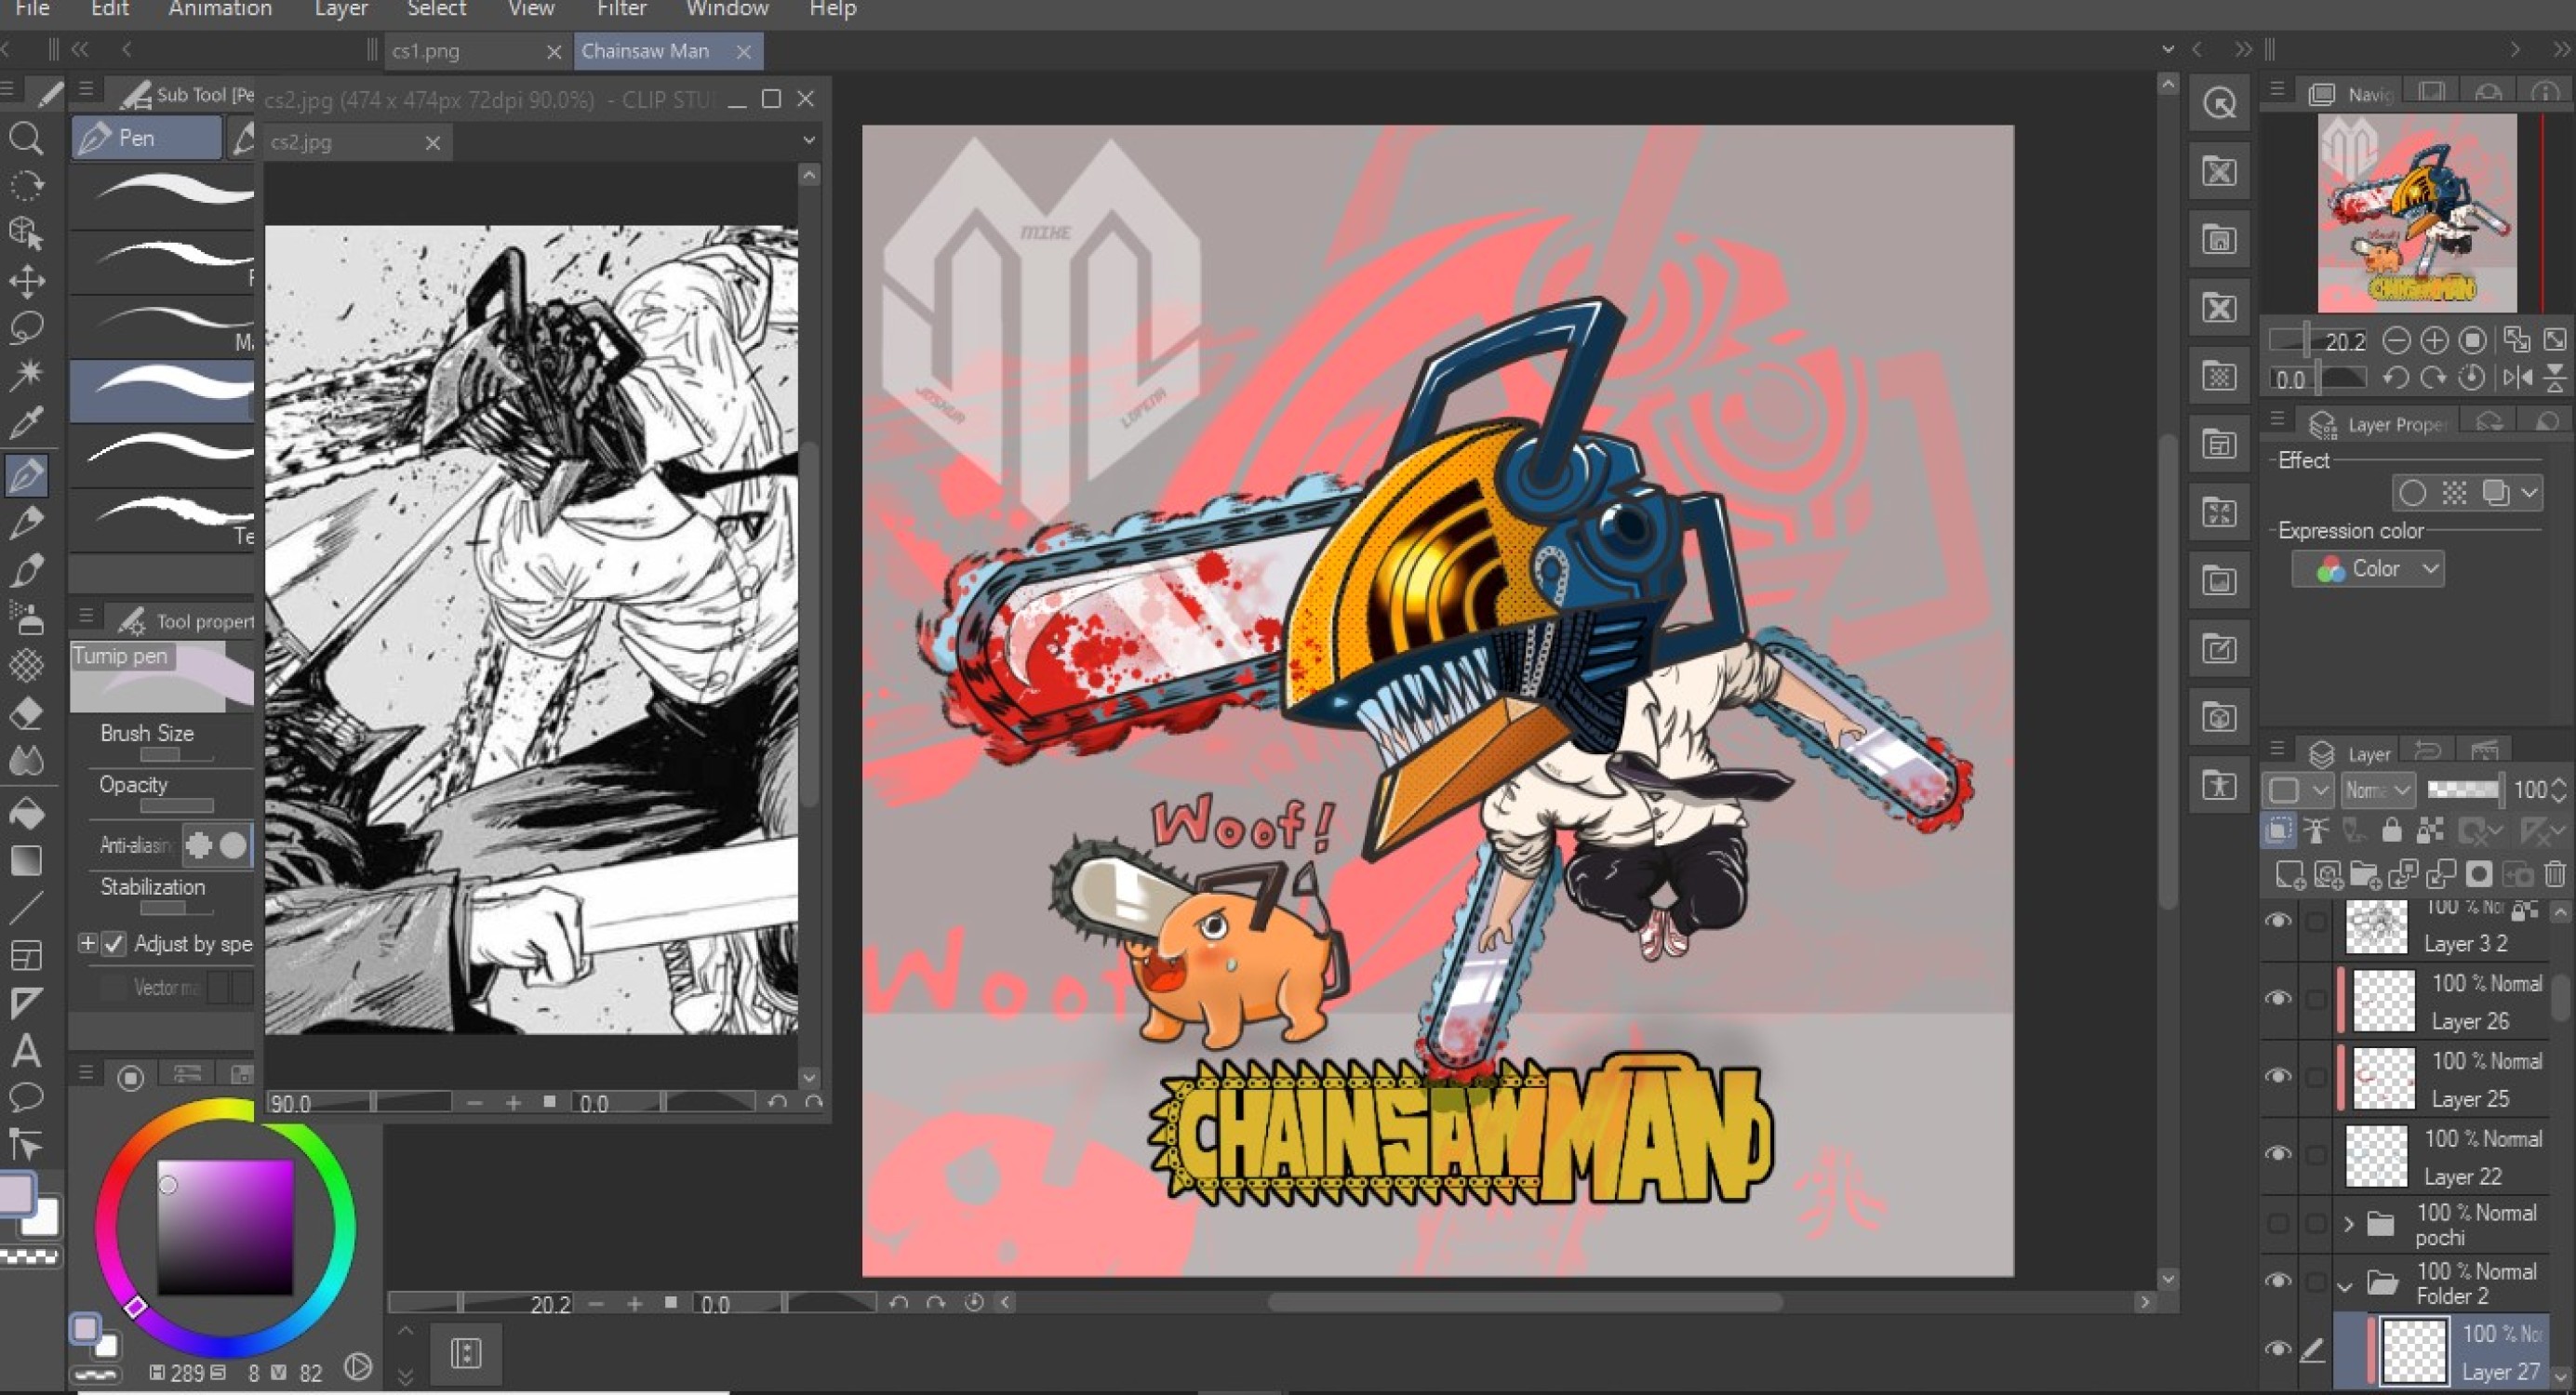 File Edit Animation Layer Select View Filter Window Help
cs1.png
Chainsaw Man
Sub Tool [Pe
Pen
M
Te
Tool propert
Turnip pen
Brush Size
Opacity
Anti-aliasin
Stabilization
Adjust by spe
Vector ma
H 289 S 8 V 82
cs2.jpg (474 x 474px 72dpi 90.0%) - CLIP STU
cs2.jpg
90.0 0.0
MIKE
JOSHUA
LOPENA
Woof!
Woof
CHAINSAWMAN
20.2 0.0
Navig
20.2
0.0
Layer Prope
Effect
Expression color
Color
Layer
Norma 100
100 % Nor
Layer 3 2
100 % Normal
Layer 26
100 % Normal
Layer 25
100 % Normal
Layer 22
100 % Normal
pochi
100 % Normal
Folder 2
100 % No
Layer 27